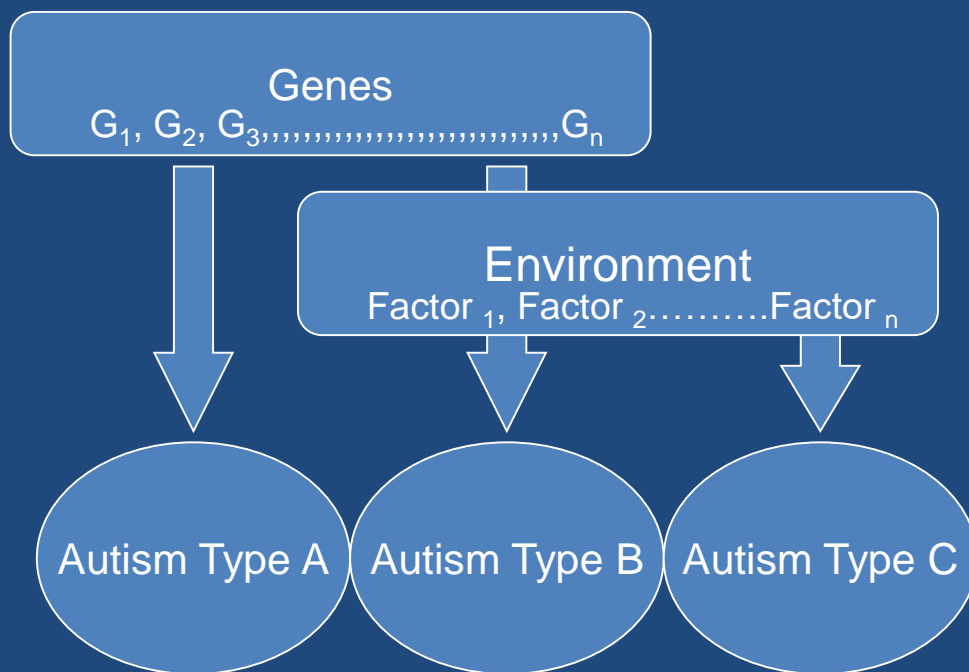 Genes
G₁, G₂, G₃,,,,,,,,,,,,,,,,,,,,,,,,,,,,,Gₙ
Environment
Factor ₁, Factor ₂……….Factor ₙ
Autism Type A
Autism Type B
Autism Type C